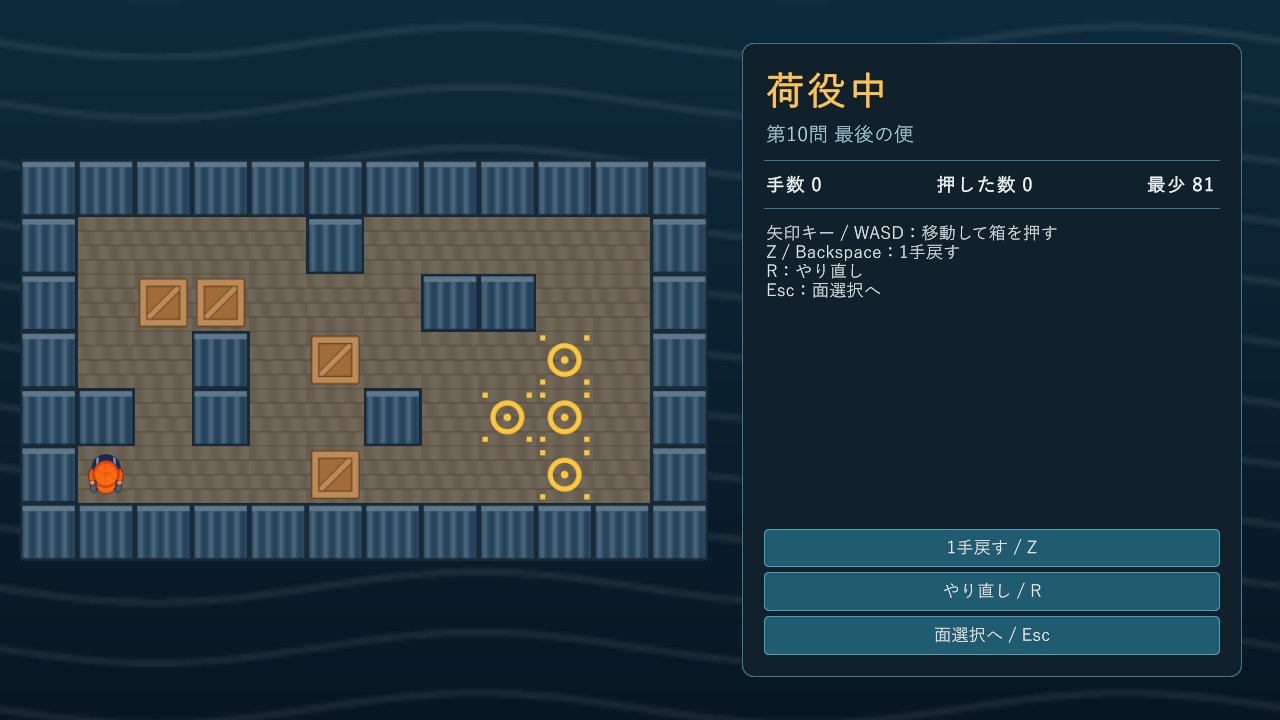 荷役中
第10問 最後の便
手数 0 押した数 0 最少 81
矢印キー / WASD：移動して箱を押す
Z / Backspace：1手戻す
R：やり直し
Esc：面選択へ
1手戻す / Z
やり直し / R
面選択へ / Esc